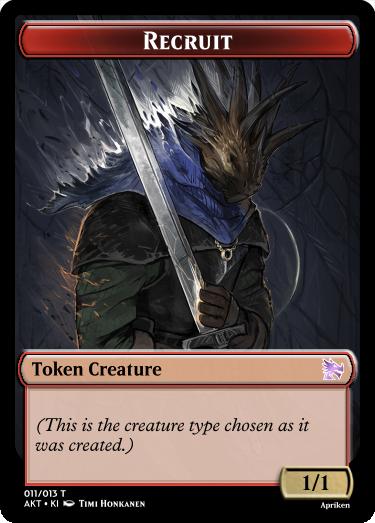 Recruit
Token Creature
(This is the creature type chosen as it
was created.)
1/1
011/013 T
AKT • KI Timi Honkanen
Apriken